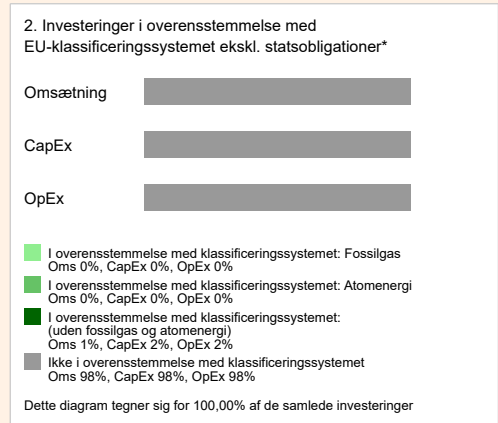 2. Investeringer i overensstemmelse med
EU-klassificeringssystemet ekskl. statsobligationer*
Omsætning
CapEx
OpEx
I overensstemmelse med klassificeringssystemet: Fossilgas
Oms 0%, CapEx 0%, OpEx 0%
I overensstemmelse med klassificeringssystemet: Atomenergi
Oms 0%, CapEx 0%, OpEx 0%
I overensstemmelse med klassificeringssystemet:
(uden fossilgas og atomenergi)
Oms 1%, CapEx 2%, OpEx 2%
Ikke i overensstemmelse med klassificeringssystemet
Oms 98%, CapEx 98%, OpEx 98%
Dette diagram tegner sig for 100,00% af de samlede investeringer